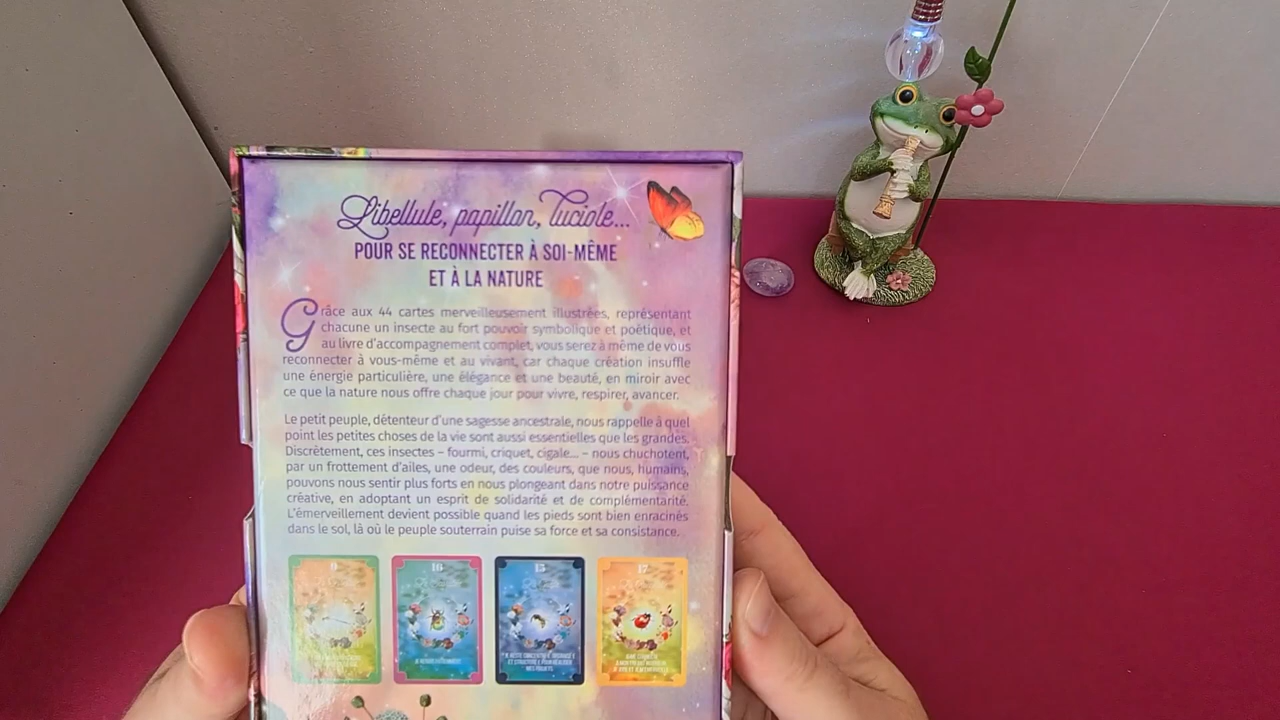 Libellule, papillon, luciole...
POUR SE RECONNECTER À SOI-MÊME
ET À LA NATURE
Grâce aux 44 cartes merveilleusement illustrées, représentant
chacune un insecte au fort pouvoir symbolique et poétique, et
au livre d'accompagnement complet, vous serez à même de vous
reconnecter à vous-même et au vivant, car chaque création insuffle
une énergie particulière, une élégance et une beauté, en miroir avec
ce que la nature nous offre chaque jour pour vivre, respirer, avancer.
Le petit peuple, détenteur d'une sagesse ancestrale, nous rappelle à quel
point les petites choses de la vie sont aussi essentielles que les grandes.
Discrètement, ces insectes – fourmi, criquet, cigale... – nous chuchotent,
par un frottement d'ailes, une odeur, des couleurs, que nous, humains,
pouvons nous sentir plus forts en nous plongeant dans notre puissance
créative, en adoptant un esprit de solidarité et de complémentarité.
L'émerveillement devient possible quand les pieds sont bien enracinés
dans le sol, là où le peuple souterrain puise sa force et sa consistance.
9 16 15 17